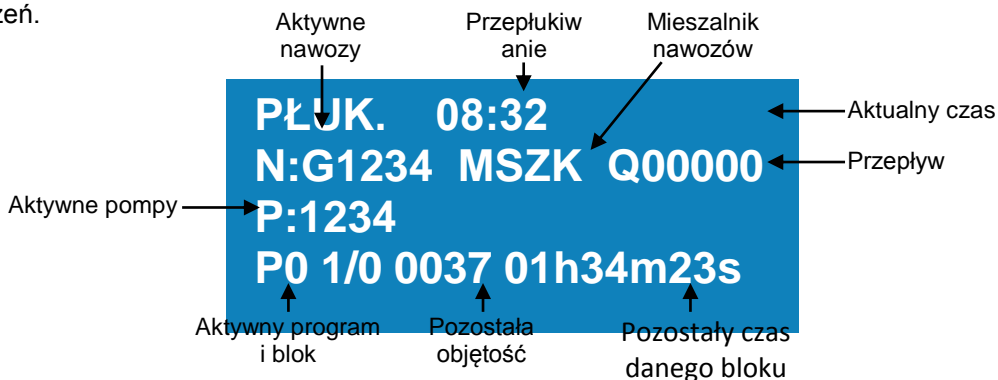 zeń.
Aktywne
nawozy
Przepłukiw
anie
Mieszalnik
nawozów
PŁUK. 08:32
Aktualny czas
N:G1234 MSZK Q00000
Przepływ
Aktywne pompy
P:1234
P0 1/0 0037 01h34m23s
Aktywny program
i blok
Pozostała
objętość
Pozostały czas
danego bloku